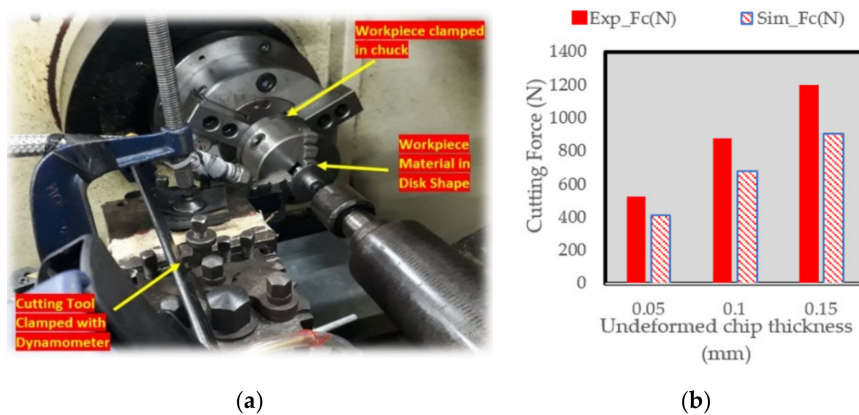 Workpiece clamped
in chuck
Workpiece
Material in
Disk Shape
Cutting Tool
Clamped with
Dynamometer
(a)
Exp_Fc(N) Sim_Fc(N)
Cutting Force (N)
1400
1200
1000
800
600
400
200
0
0.05 0.1 0.15
Undeformed chip thickness
(mm)
(b)